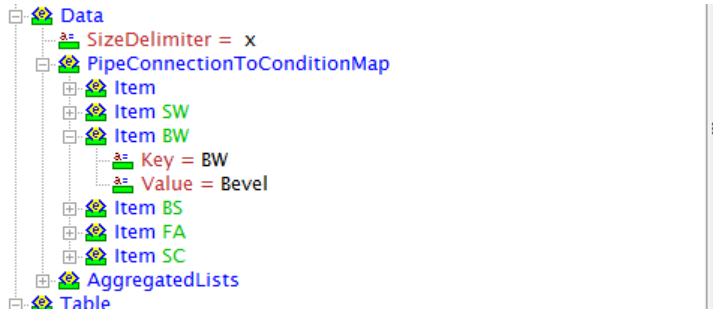 Data
SizeDelimiter = x
PipeConnectionToConditionMap
Item
Item SW
Item BW
Key = BW
Value = Bevel
Item BS
Item FA
Item SC
AggregatedLists
Table